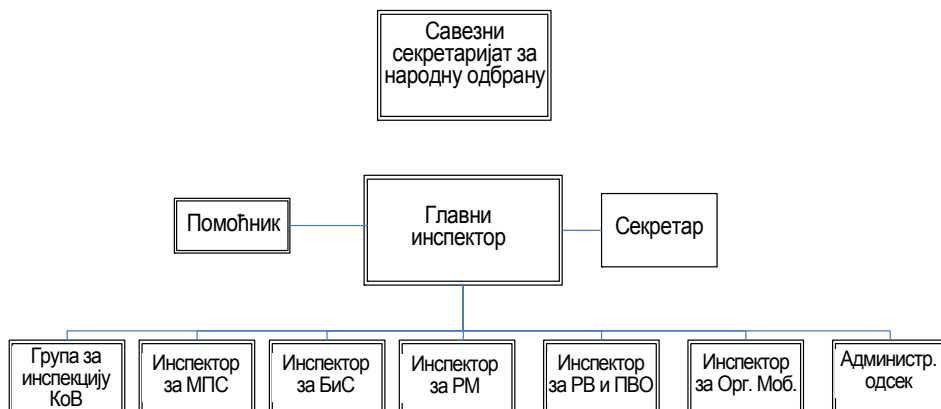 Савезни
секретаријат за
народну одбрану
Помоћник
Главни
инспектор
Секретар
Група за
инспекцију
КоВ
Инспектор
за МПС
Инспектор
за БиС
Инспектор
за РМ
Инспектор
за РВ и ПВО
Инспектор
за Орг. Моб.
Администр.
одсек